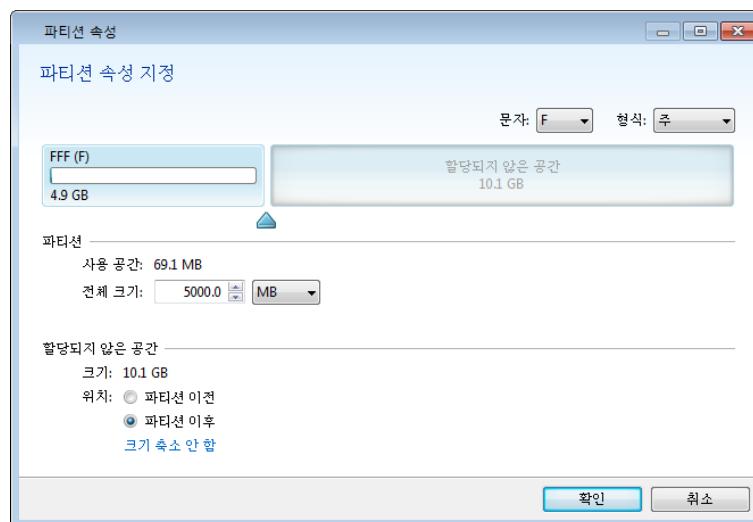 파티션 속성
파티션 속성 지정
문자: F 형식: 주
FFF (F)
4.9 GB
할당되지 않은 공간
10.1 GB
파티션
사용 공간: 69.1 MB
전체 크기: 5000.0 MB
할당되지 않은 공간
크기: 10.1 GB
위치: 파티션 이전
파티션 이후
크기 축소 안 함
확인 취소